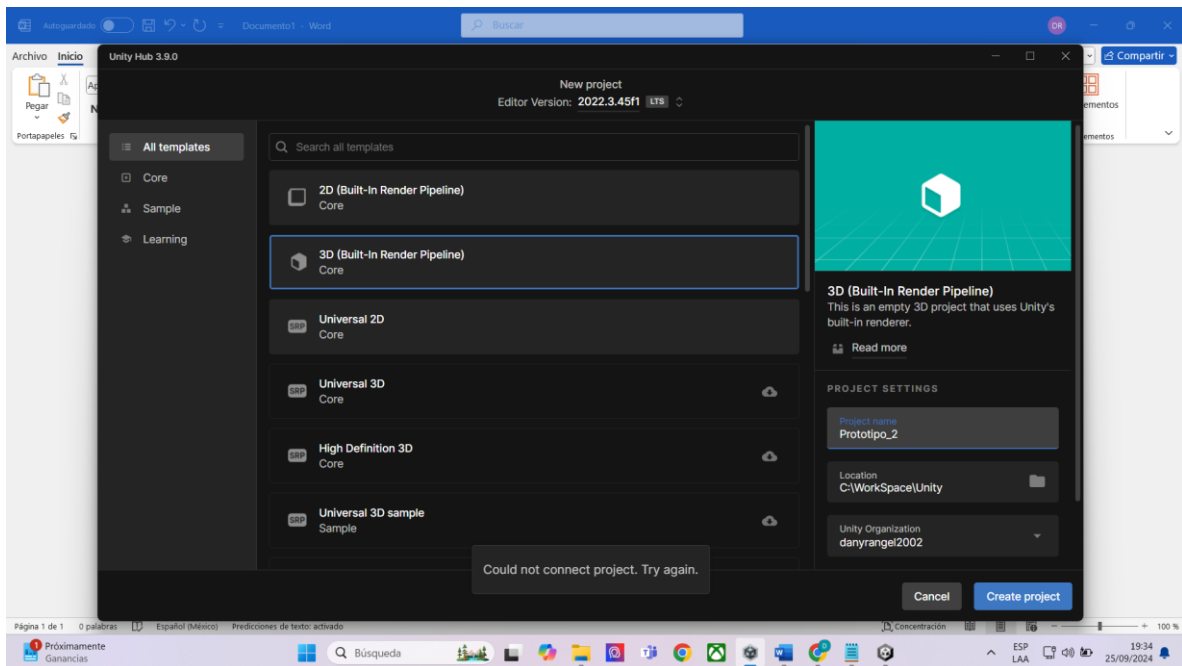 Autoguardado
Documento1 - Word
Buscar
DR
Archivo Inicio
Compartir
Pegar
Portapapeles
Unity Hub 3.9.0
New project
Editor Version: 2022.3.45f1 LTS
All templates
Core
Sample
Learning
Search all templates
2D (Built-In Render Pipeline)
Core
3D (Built-In Render Pipeline)
Core
SRP
Universal 2D
Core
SRP
Universal 3D
Core
SRP
High Definition 3D
Core
SRP
Universal 3D sample
Sample
3D (Built-In Render Pipeline)
This is an empty 3D project that uses Unity's
built-in renderer.
Read more
PROJECT SETTINGS
Project name
Prototipo_2
Location
C:\WorkSpace\Unity
Unity Organization
danyrangel2002
Could not connect project. Try again.
Cancel
Create project
Página 1 de 1 0 palabras Español (México) Predicciones de texto: activado
Concentración
100 %
1
Próximamente
Ganancias
Búsqueda
ESP
LAA
19:34
25/09/2024